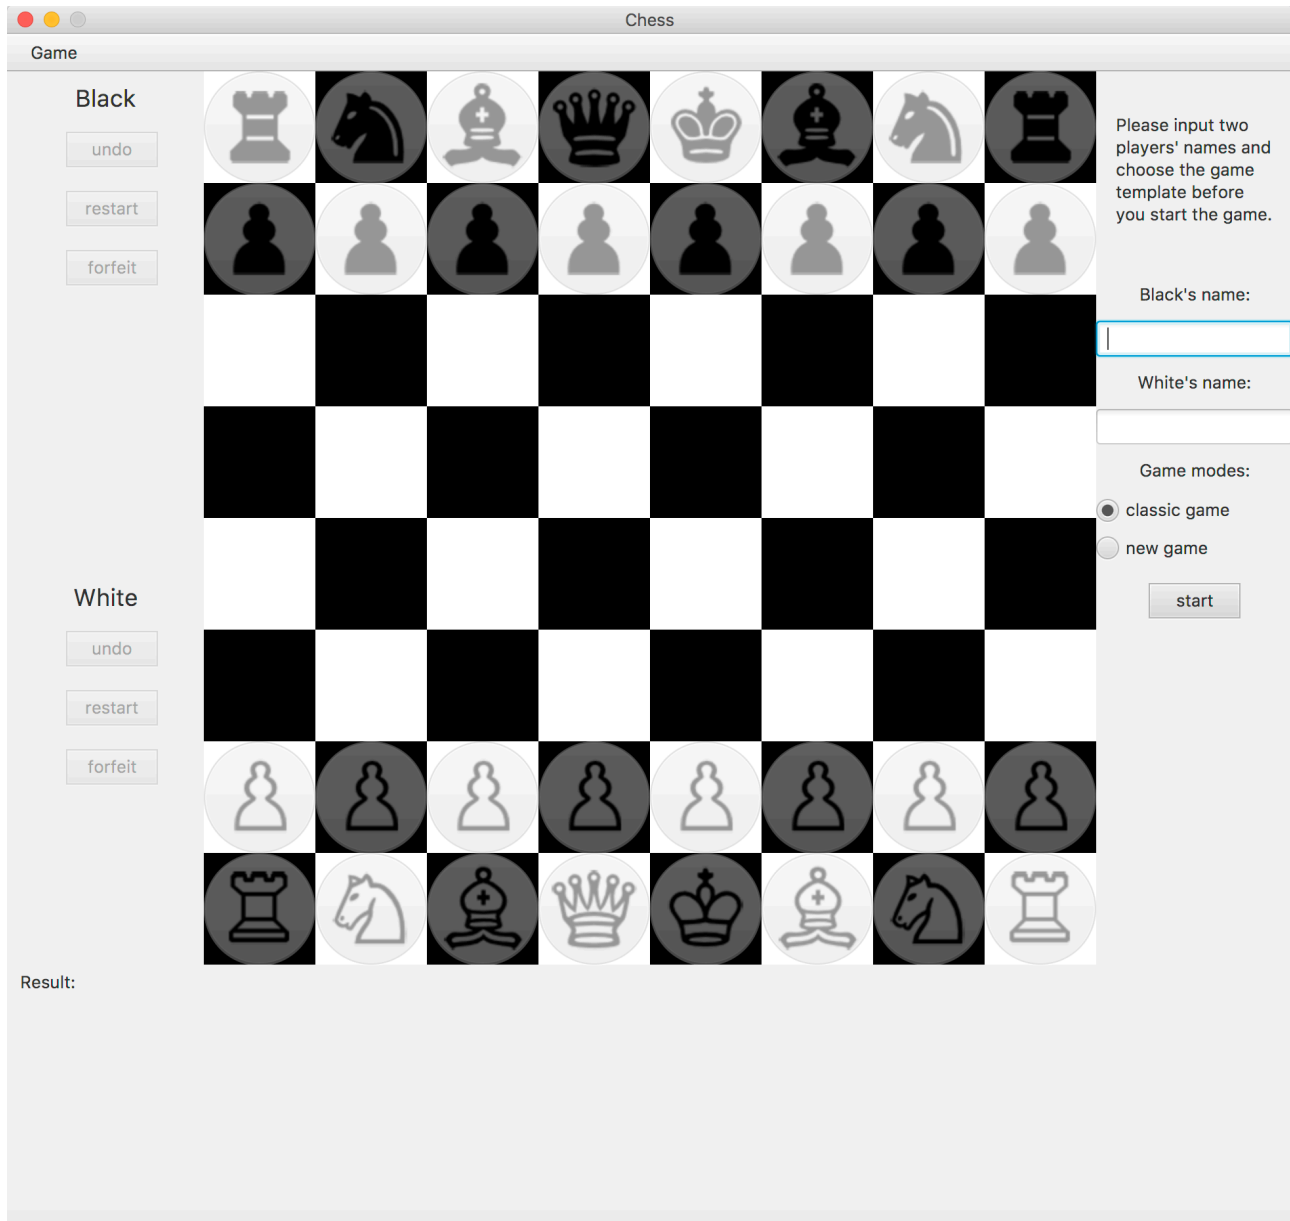 Chess
Game
Black
undo
restart
forfeit
White
undo
restart
forfeit
Please input two
players' names and
choose the game
template before
you start the game.
Black's name:
White's name:
Game modes:
classic game
new game
start
Result: